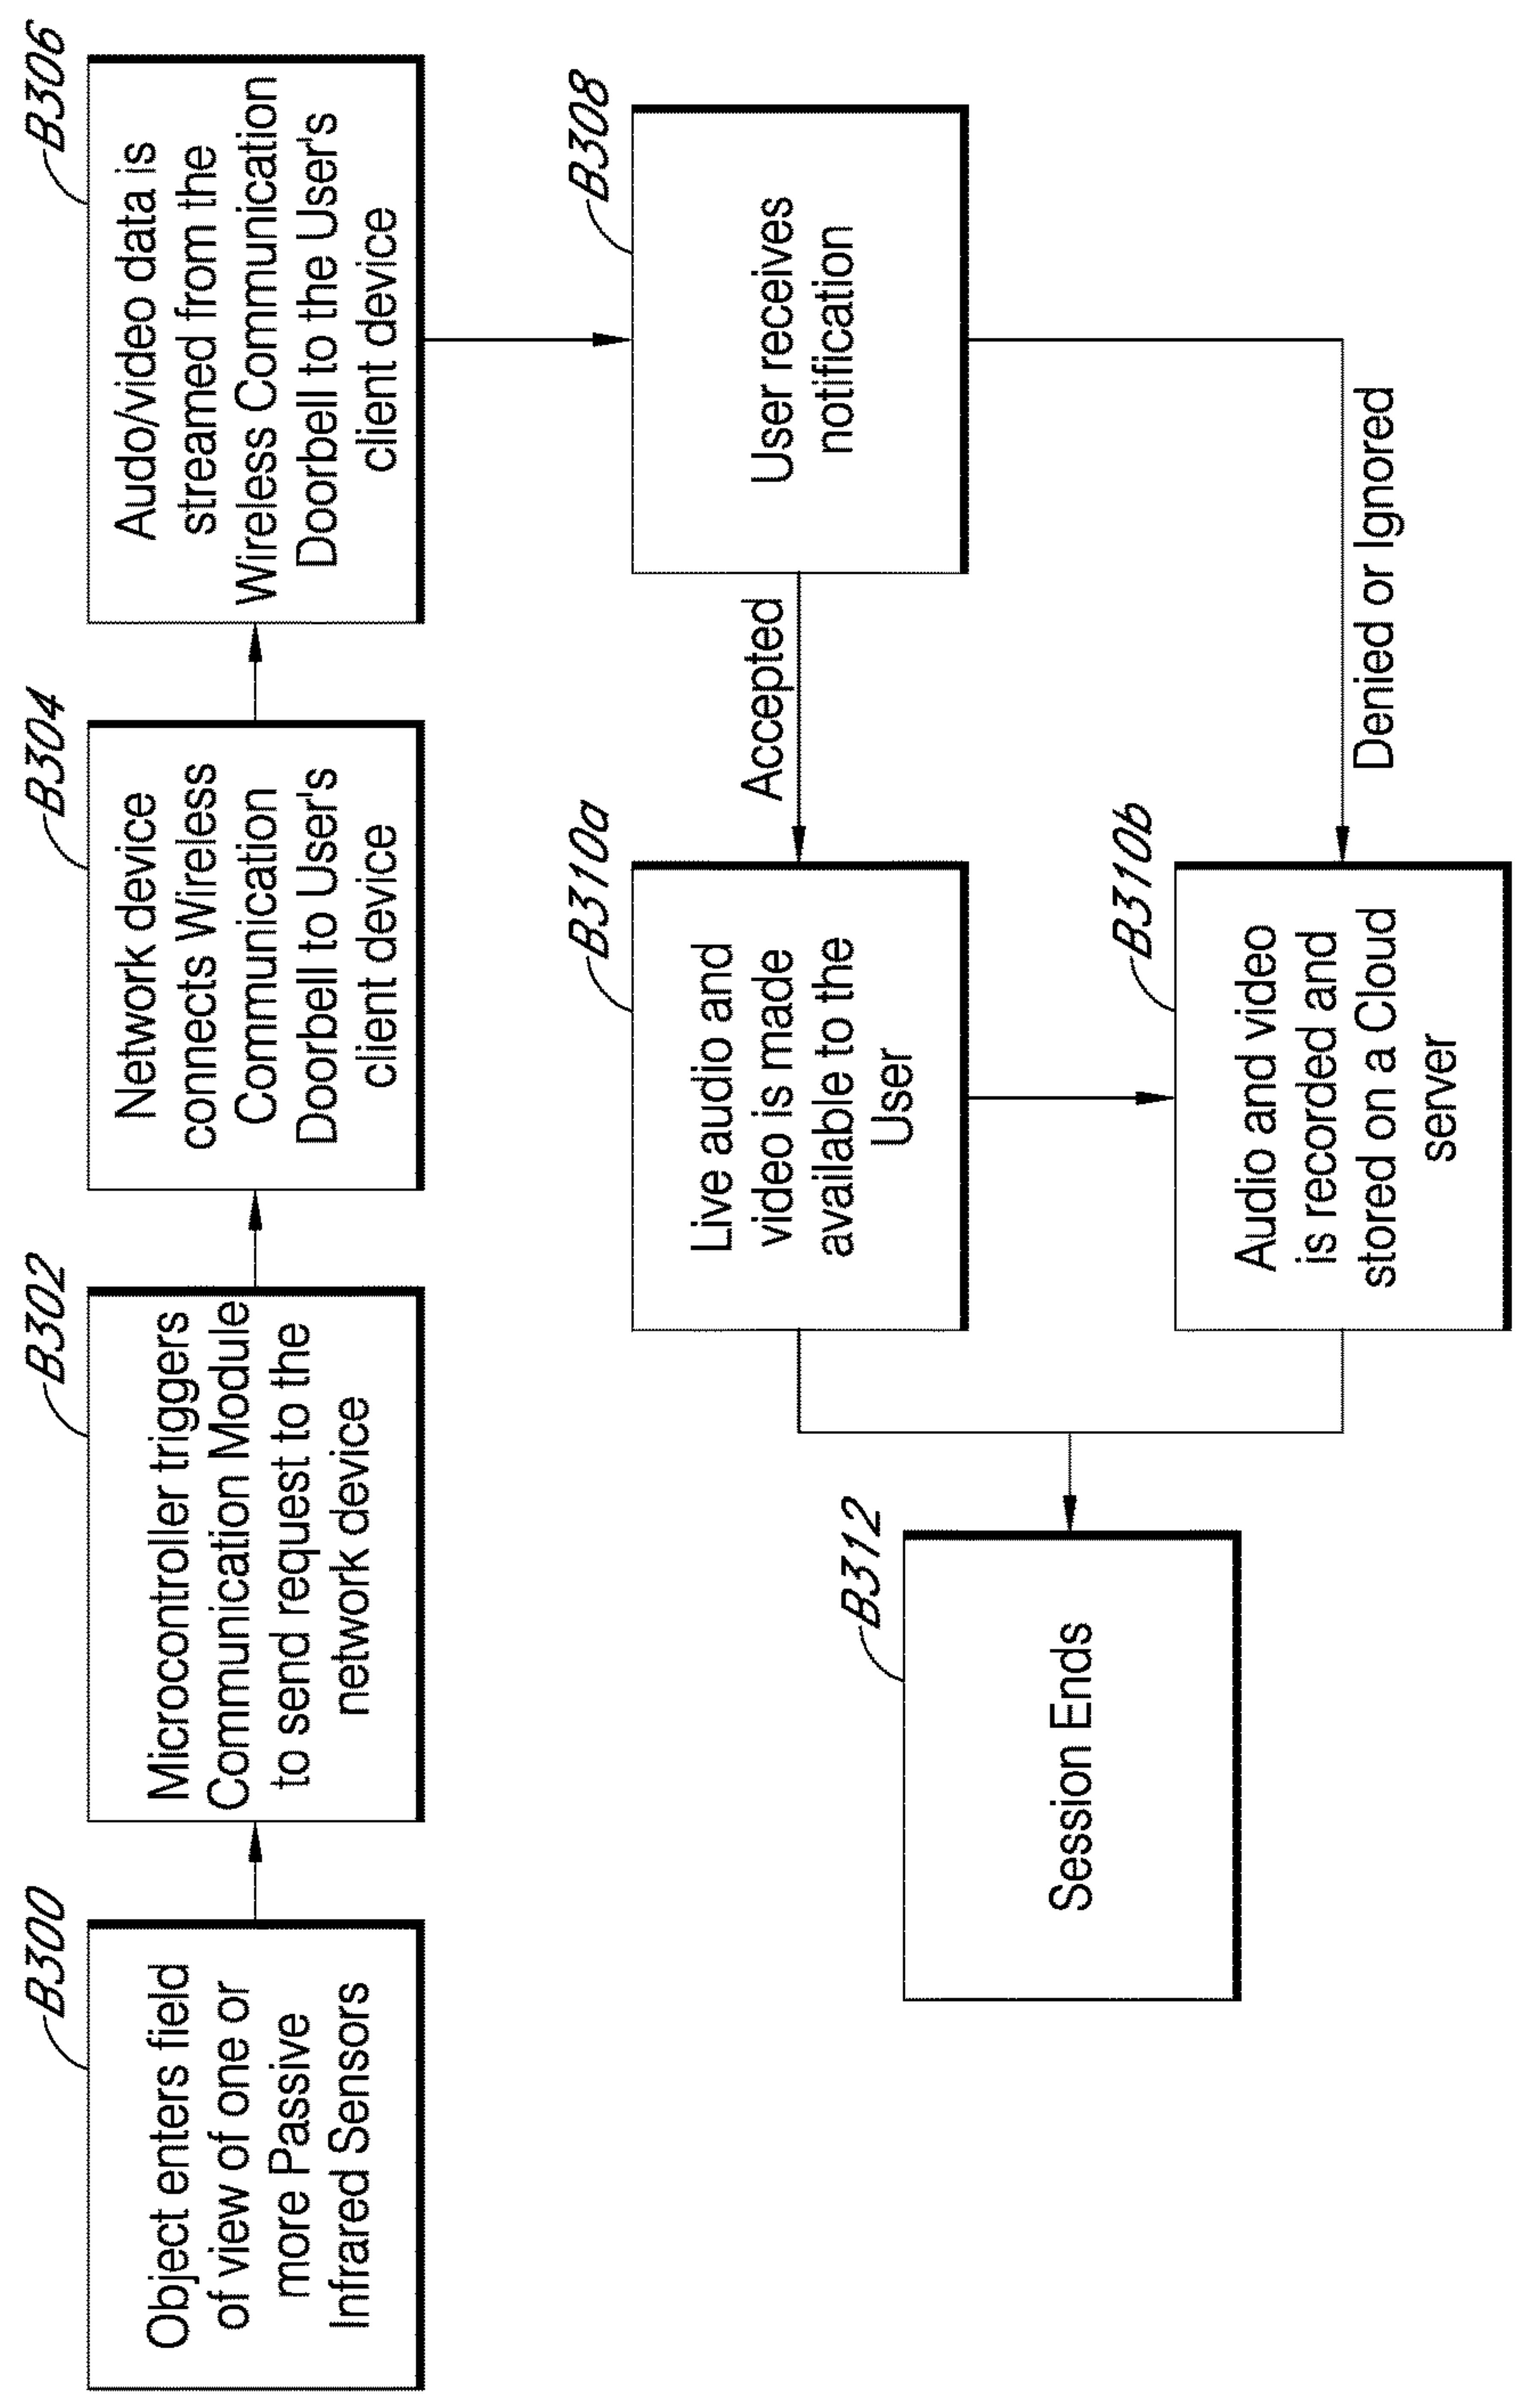 B300
Object enters field
of view of one or
more Passive
Infrared Sensors
B302
Microcontroller triggers
Communication Module
to send request to the
network device
B304
Network device
connects Wireless
Communication
Doorbell to User's
client device
B306
Audo/video data is
streamed from the
Wireless Communication
Doorbell to the User's
client device
B308
User receives
notification
Accepted
Denied or Ignored
B310a
Live audio and
video is made
available to the
User
B310b
Audio and video
is recorded and
stored on a Cloud
server
B312
Session Ends